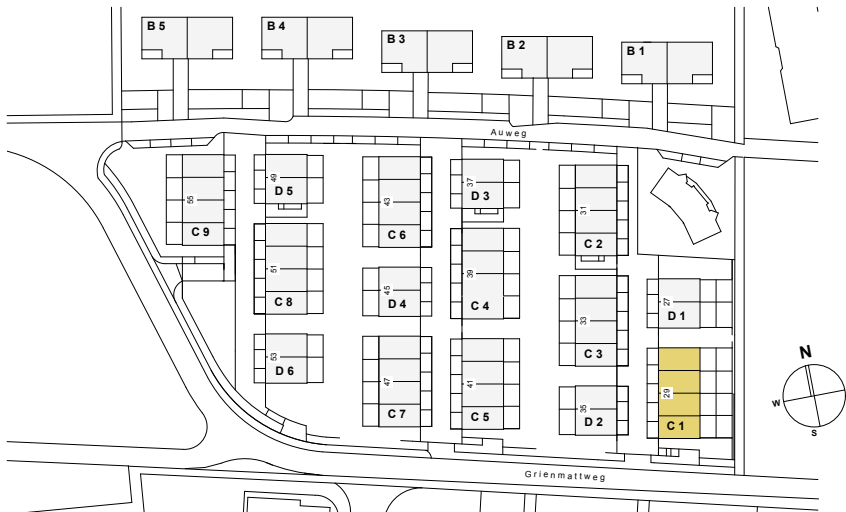 B 5
B 4
B 3
B 2
B 1
Auweg
55
C 9
49
D 5
43
C 6
37
D 3
31
C 2
51
C 8
45
D 4
39
C 4
33
C 3
27
D 1
53
D 6
47
C 7
41
C 5
35
D 2
29
C 1
N
W
S
Grienmattweg